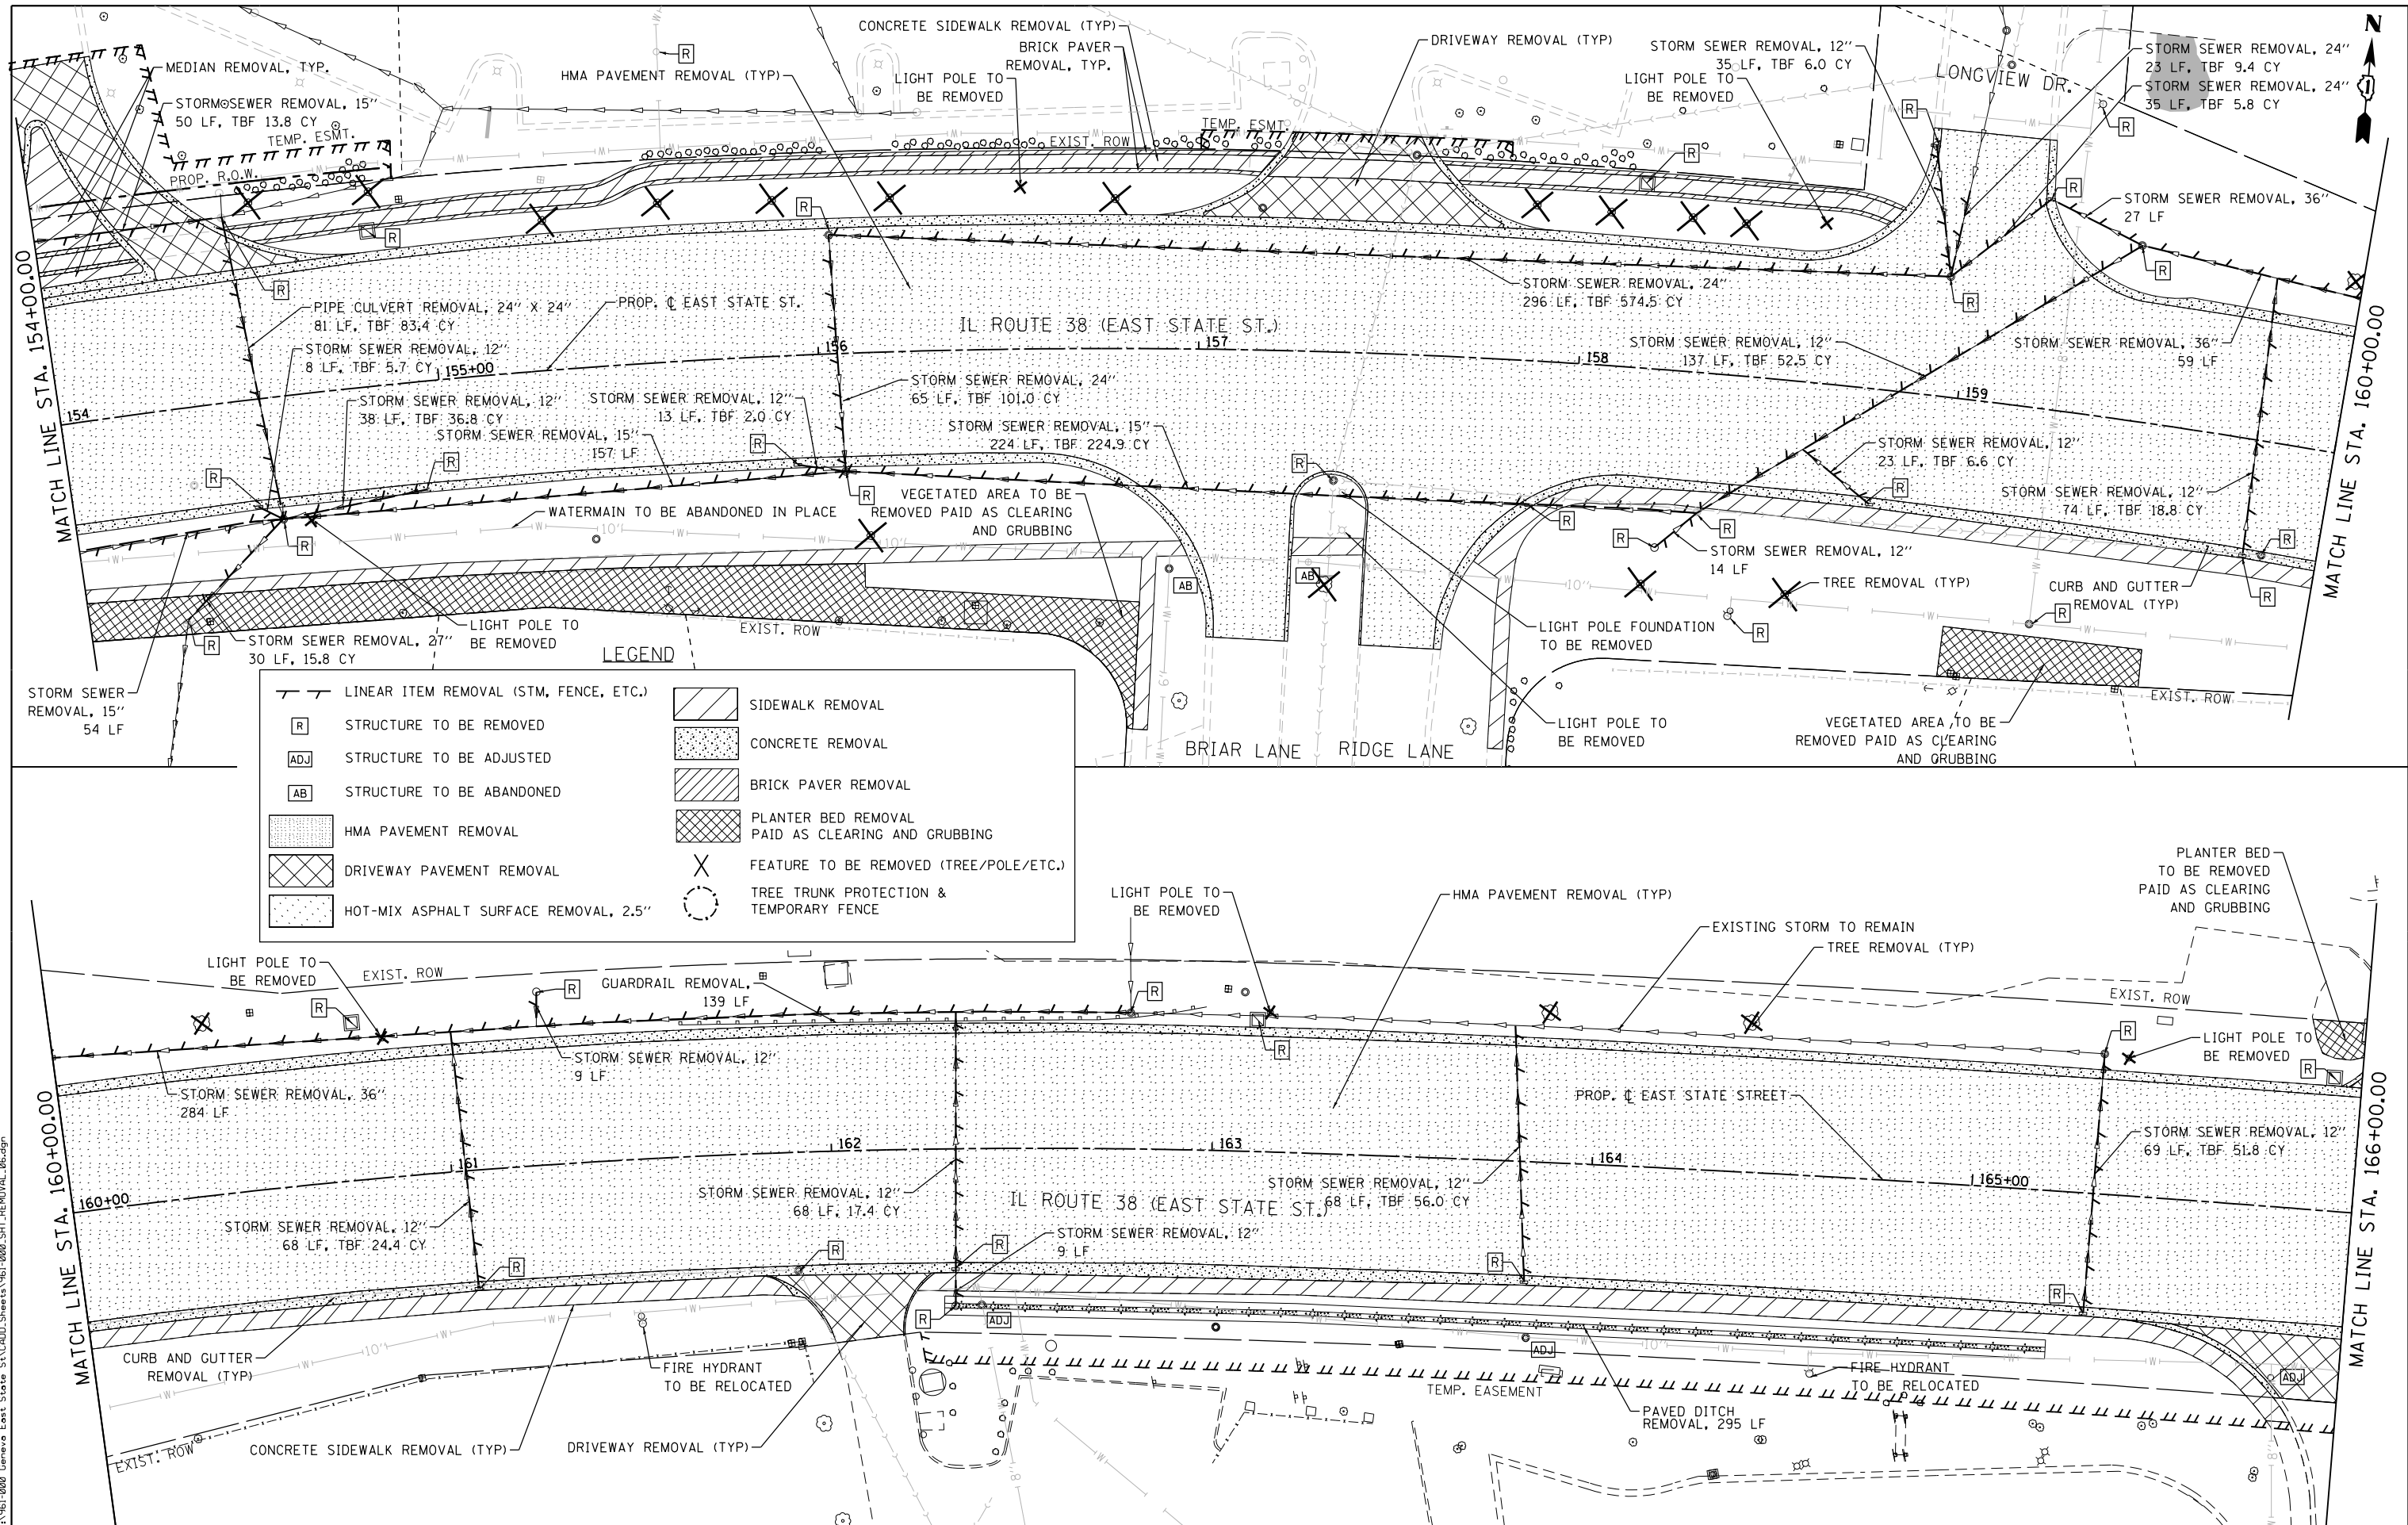 CONCRETE SIDEWALK REMOVAL (TYP)
BRICK PAVER
REMOVAL, TYP.
DRIVEWAY REMOVAL (TYP)
STORM SEWER REMOVAL, 12"
35 LF, TBF 6.0 CY
STORM SEWER REMOVAL, 24"
23 LF, TBF 9.4 CY
STORM SEWER REMOVAL, 24"
35 LF, TBF 5.8 CY
N
1
LONGVIEW DR.
MEDIAN REMOVAL, TYP.
STORM SEWER REMOVAL, 15"
50 LF, TBF 13.8 CY
TEMP. ESMT.
PROP. R.O.W.
HMA PAVEMENT REMOVAL (TYP)
LIGHT POLE TO
BE REMOVED
EXIST. ROW
TEMP. ESMT.
LIGHT POLE TO
BE REMOVED
STORM SEWER REMOVAL, 36"
27 LF
MATCH LINE STA. 154+00.00
PIPE CULVERT REMOVAL, 24" X 24"
81 LF, TBF 83.4 CY
PROP. ℄ EAST STATE ST.
IL ROUTE 38 (EAST STATE ST.)
STORM SEWER REMOVAL, 24"
296 LF, TBF 574.5 CY
STORM SEWER REMOVAL, 12"
8 LF, TBF 5.7 CY
154
155+00
156
157
158
159
STORM SEWER REMOVAL, 12"
137 LF, TBF 52.5 CY
STORM SEWER REMOVAL, 36"
59 LF
MATCH LINE STA. 160+00.00
STORM SEWER REMOVAL, 12"
38 LF, TBF 36.8 CY
STORM SEWER REMOVAL, 12"
13 LF, TBF 2.0 CY
STORM SEWER REMOVAL, 24"
65 LF, TBF 101.0 CY
STORM SEWER REMOVAL, 15"
157 LF
STORM SEWER REMOVAL, 15"
224 LF, TBF 224.9 CY
STORM SEWER REMOVAL, 12"
23 LF, TBF 6.6 CY
STORM SEWER REMOVAL, 12"
74 LF, TBF 18.8 CY
WATERMAIN TO BE ABANDONED IN PLACE
VEGETATED AREA TO BE
REMOVED PAID AS CLEARING
AND GRUBBING
STORM SEWER REMOVAL, 12"
14 LF
TREE REMOVAL (TYP)
CURB AND GUTTER
REMOVAL (TYP)
AB
AB
LIGHT POLE TO
BE REMOVED
EXIST. ROW
LIGHT POLE FOUNDATION
TO BE REMOVED
STORM SEWER REMOVAL, 27"
30 LF, 15.8 CY
STORM SEWER
REMOVAL, 15"
54 LF
LIGHT POLE TO
BE REMOVED
BRIAR LANE
RIDGE LANE
EXIST. ROW
VEGETATED AREA TO BE
REMOVED PAID AS CLEARING
AND GRUBBING
LEGEND
LINEAR ITEM REMOVAL (STM, FENCE, ETC.)
R STRUCTURE TO BE REMOVED
ADJ STRUCTURE TO BE ADJUSTED
AB STRUCTURE TO BE ABANDONED
HMA PAVEMENT REMOVAL
DRIVEWAY PAVEMENT REMOVAL
HOT-MIX ASPHALT SURFACE REMOVAL, 2.5"
SIDEWALK REMOVAL
CONCRETE REMOVAL
BRICK PAVER REMOVAL
PLANTER BED REMOVAL
PAID AS CLEARING AND GRUBBING
FEATURE TO BE REMOVED (TREE/POLE/ETC.)
TREE TRUNK PROTECTION &
TEMPORARY FENCE
PLANTER BED
TO BE REMOVED
PAID AS CLEARING
AND GRUBBING
LIGHT POLE TO
BE REMOVED
HMA PAVEMENT REMOVAL (TYP)
EXISTING STORM TO REMAIN
TREE REMOVAL (TYP)
LIGHT POLE TO
BE REMOVED
EXIST. ROW
GUARDRAIL REMOVAL,
139 LF
EXIST. ROW
LIGHT POLE TO
BE REMOVED
STORM SEWER REMOVAL, 12"
9 LF
STORM SEWER REMOVAL, 36"
284 LF
PROP. ℄ EAST STATE STREET
STORM SEWER REMOVAL, 12"
69 LF, TBF 51.8 CY
MATCH LINE STA. 160+00.00
160+00
161
162
163
164
165+00
MATCH LINE STA. 166+00.00
STORM SEWER REMOVAL, 12"
68 LF, TBF 24.4 CY
STORM SEWER REMOVAL, 12"
68 LF, 17.4 CY
IL ROUTE 38 (EAST STATE ST.)
STORM SEWER REMOVAL, 12"
68 LF, TBF 56.0 CY
STORM SEWER REMOVAL, 12"
9 LF
ADJ
ADJ
ADJ
CURB AND GUTTER
REMOVAL (TYP)
FIRE HYDRANT
TO BE RELOCATED
FIRE HYDRANT
TO BE RELOCATED
TEMP. EASEMENT
PAVED DITCH
REMOVAL, 295 LF
EXIST. ROW
CONCRETE SIDEWALK REMOVAL (TYP)
DRIVEWAY REMOVAL (TYP)